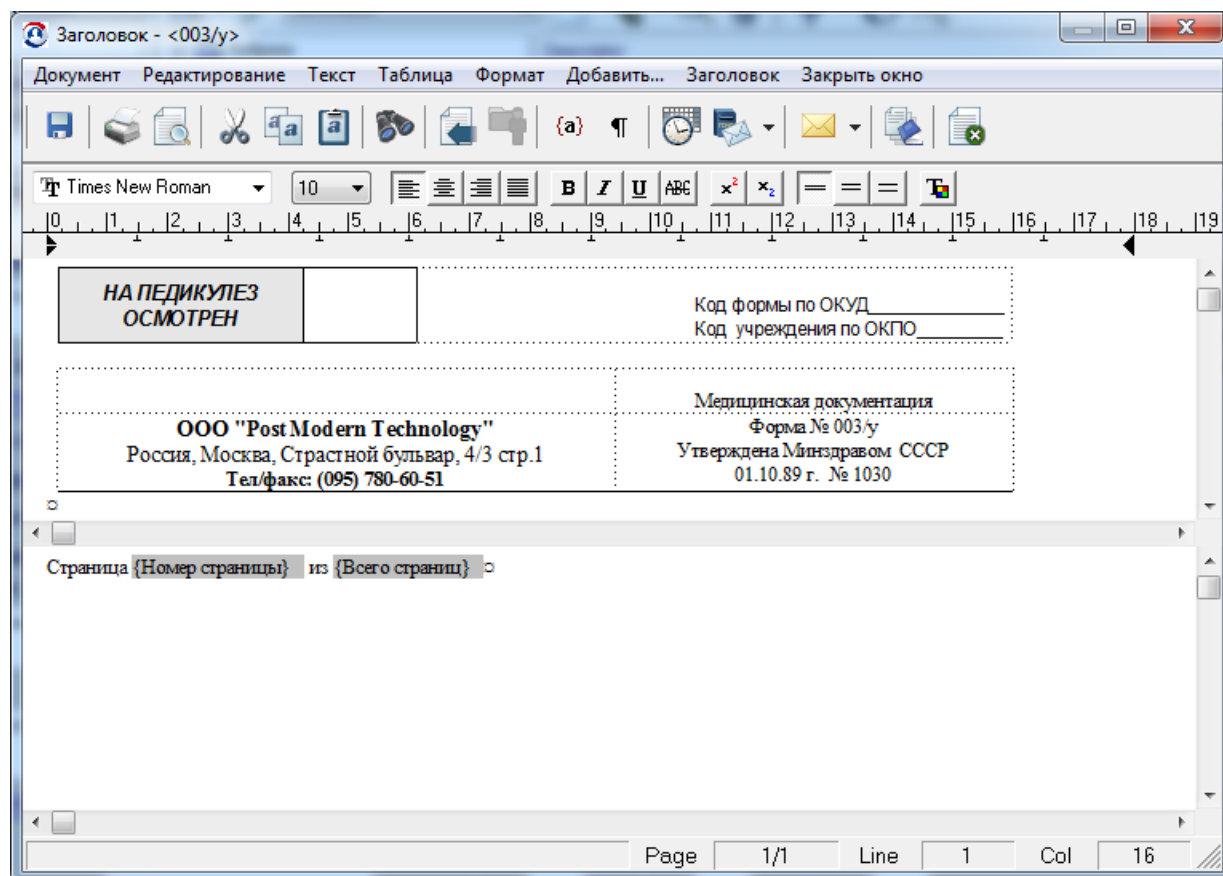 Заголовок - <003/у>
Документ Редактирование Текст Таблица Формат Добавить... Заголовок Закрыть окно
{a} ¶
Times New Roman 10 B I U ABC x² x₂
0 1 2 3 4 5 6 7 8 9 10 11 12 13 14 15 16 17 18 19
НА ПЕДИКУЛЕЗ
ОСМОТРЕН
Код формы по ОКУД_____________
Код учреждения по ОКПО________
Медицинская документация
ООО "Post Modern Technology"
Россия, Москва, Страстной бульвар, 4/3 стр.1
Тел/факс: (095) 780-60-51
Форма № 003/у
Утверждена Минздравом СССР
01.10.89 г. № 1030
Страница {Номер страницы} из {Всего страниц}
Page 1/1 Line 1 Col 16